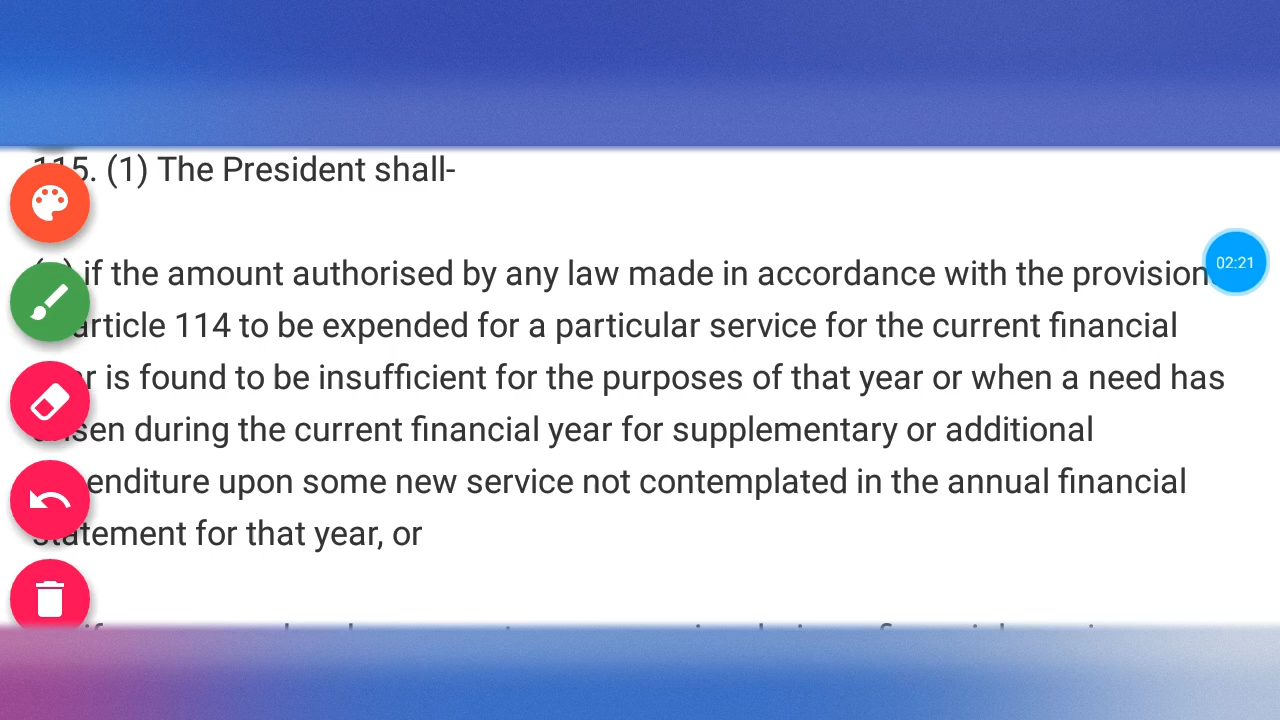 115. (1) The President shall-
if the amount authorised by any law made in accordance with the provision
article 114 to be expended for a particular service for the current financial
is found to be insufficient for the purposes of that year or when a need has
during the current financial year for supplementary or additional
upon some new service not contemplated in the annual financial
statement for that year, or
02:21